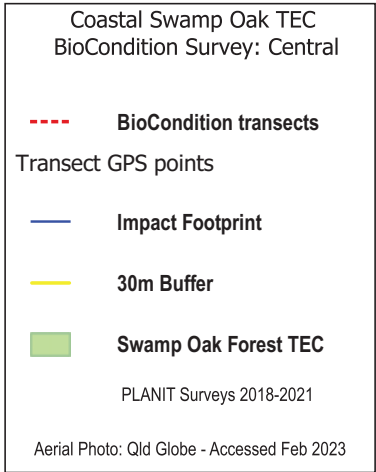 Coastal Swamp Oak TEC
BioCondition Survey: Central
BioCondition transects
Transect GPS points
Impact Footprint
30m Buffer
Swamp Oak Forest TEC
PLANIT Surveys 2018-2021
Aerial Photo: Qld Globe - Accessed Feb 2023